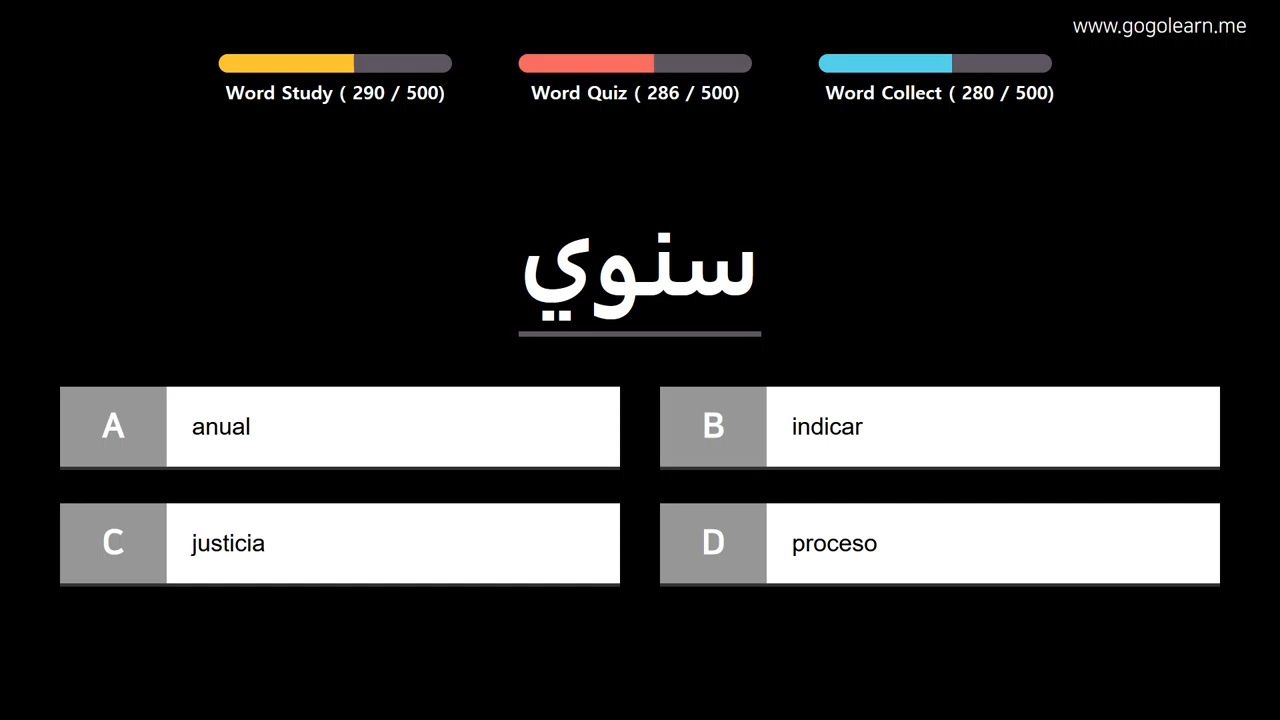 www.gogolearn.me
Word Study ( 290 / 500)
Word Quiz ( 286 / 500)
Word Collect ( 280 / 500)
سنوي
A anual
B indicar
C justicia
D proceso